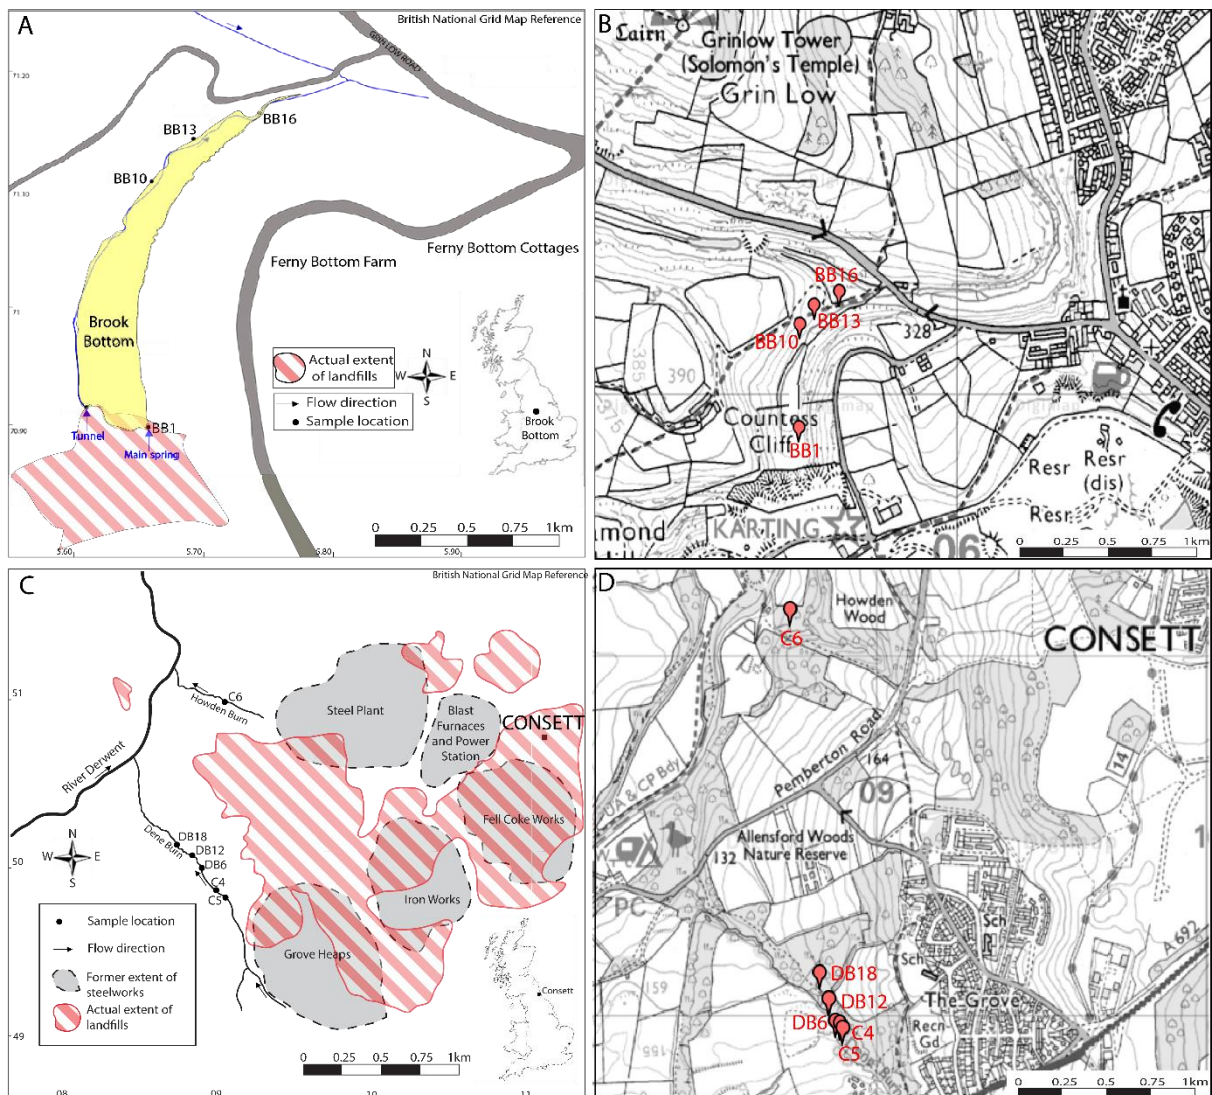 A
British National Grid Map Reference
GRIN LOW ROAD
71.20
BB16
BB13
BB10
71.10
Ferny Bottom Cottages
Ferny Bottom Farm
71
Brook
Bottom
Actual extent
of landfills
N
W
E
S
Flow direction
Sample location
Brook
Bottom
70.90
Tunnel
BB1
Main spring
0 0.25 0.5 0.75 1km
5.60
5.70
5.80
5.90
B
Cairn
Grinlow Tower
(Solomon's Temple)
Grin Low
BB16
BB13
BB10
328
385
390
Countess
Cliff
BB1
Resr
Resr
(dis)
Resr
KARTING
mond
06
0 0.25 0.5 0.75 1km
C
British National Grid Map Reference
51
C6
Howden Burn
Steel Plant
Blast
Furnaces
and Power
Station
CONSETT
River Derwent
Fell Coke Works
N
W
E
S
50
Dene Burn
DB18
DB12
DB6
C4
C5
Iron Works
Grove Heaps
Sample location
Flow direction
Former extent of
steelworks
Actual extent of
landfills
Consett
49
0 0.25 0.5 0.75 1km
08
09
10
11
D
Howden
Wood
C6
CONSETT
Pemberton Road
UA & CP Bdy
164
14
09
Allensford Woods
Nature Reserve
132
PC
Sch
Sch
A 692
159
DB18
DB12
The Grove
DB6
C4
C5
Recn
Gd
155
0 0.25 0.5 0.75 1km